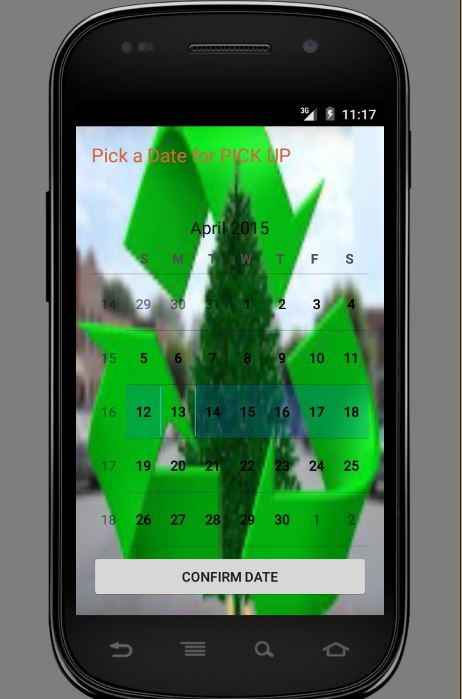 3G 11:17
Pick a Date for PICK UP
April 2015
S M T W T F S
14 29 30 31 1 2 3 4
15 5 6 7 8 9 10 11
16 12 13 14 15 16 17 18
17 19 20 21 22 23 24 25
18 26 27 28 29 30 1 2
CONFIRM DATE